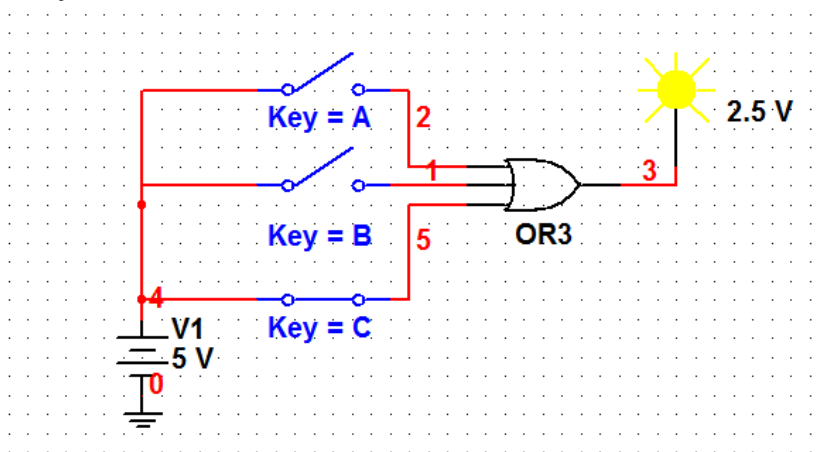 Key = A
2
2.5 V
1
3
Key = B
5
OR3
4
V1
Key = C
5 V
0